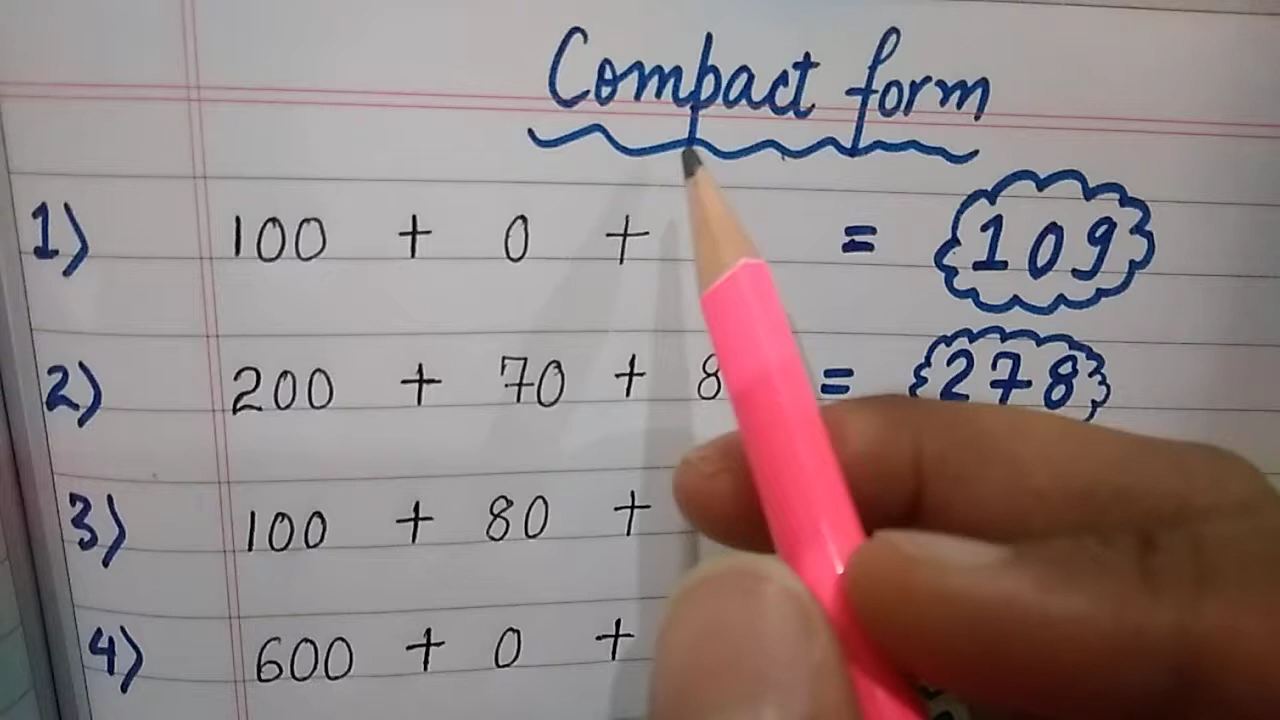 Compact form
1) 100 + 0 + = 109
2) 200 + 70 + 8 = 278
3) 100 + 80 +
4) 600 + 0 +